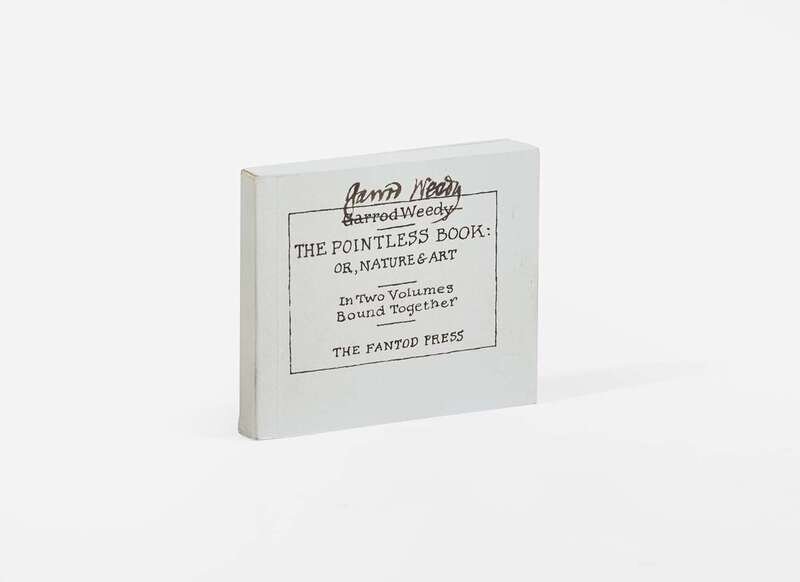 Garrod Weedy
Garrod Weedy
THE POINTLESS BOOK:
OR, NATURE & ART
In Two Volumes
Bound Together
THE FANTOD PRESS